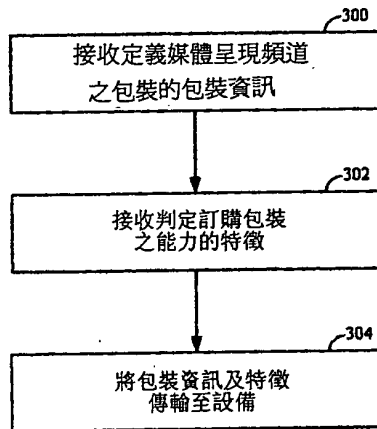 300
接收定義媒體呈現頻道
之包裝的包裝資訊
302
接收判定訂購包裝
之能力的特徵
304
將包裝資訊及特徵
傳輸至設備